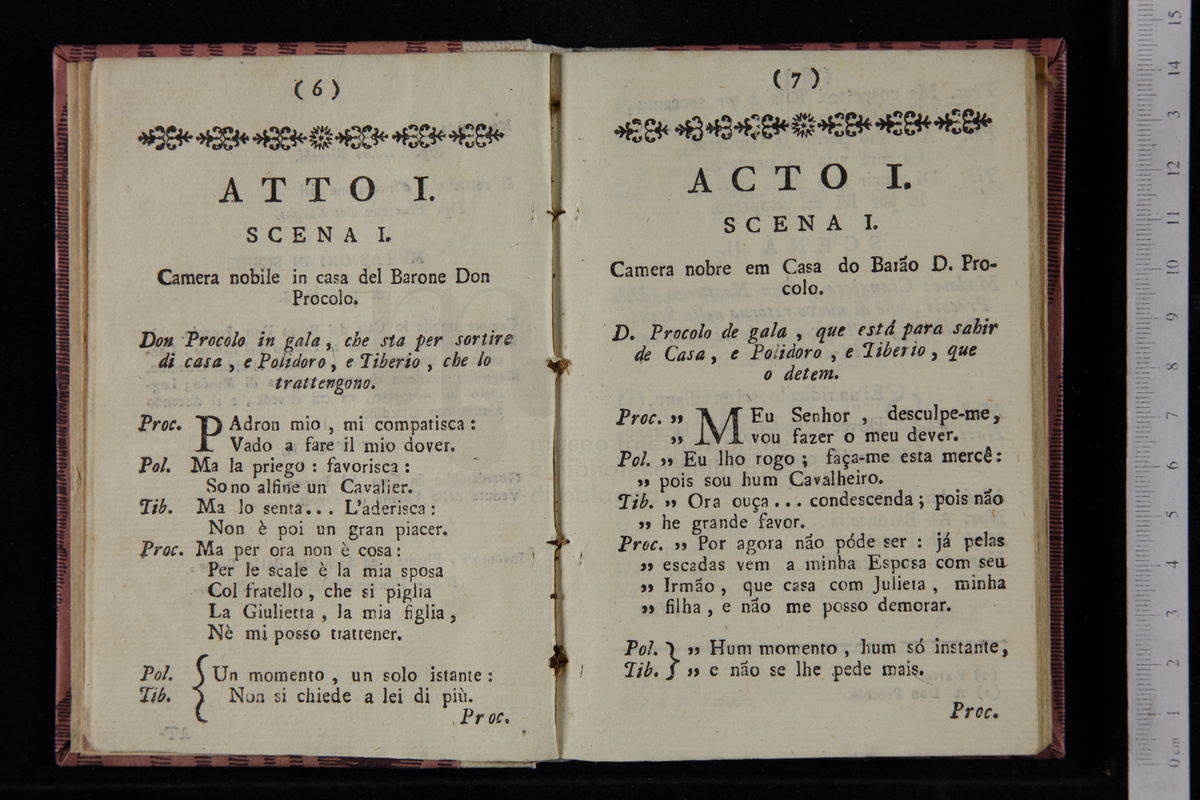 (6)
ATTO I.
SCENA I.
Camera nobile in casa del Barone Don
Procolo.
Don Procolo in gala, che sta per sortire
di casa, e Polidoro, e Tiberio, che lo
trattengono.
Proc. PAdron mio, mi compatisca:
Vado a fare il mio dover.
Pol. Ma la priego: favorisca:
Sono alfine un Cavalier.
Tib. Ma lo senta... L'aderisca:
Non è poi un gran piacer.
Proc. Ma per ora non è cosa:
Per le scale è la mia sposa
Col fratello, che si piglia
La Giulietta, la mia figlia,
Nè mi posso trattener.
Pol. { Un momento, un solo istante:
Tib. { Non si chiede a lei di più.
Proc.
(7)
ACTO I.
SCENA I.
Camera nobre em Casa do Barão D. Pro-
colo.
D. Procolo de gala, que está para sahir
de Casa, e Polidoro, e Tiberio, que
o detem.
Proc. ,, MEu Senhor, desculpe-me,
,, vou fazer o meu dever.
Pol. ,, Eu lho rogo; faça-me esta mercê:
,, pois sou hum Cavalheiro.
Tib. ,, Ora ouça... condescenda; pois não
,, he grande favor.
Proc. ,, Por agora não póde ser: já pelas
,, escadas vem a minha Esposa com seu
,, Irmão, que casa com Julieta, minha
,, filha, e não me posso demorar.
Pol. } ,, Hum momento, hum só instante,
Tib. } ,, e não se lhe pede mais.
Proc.